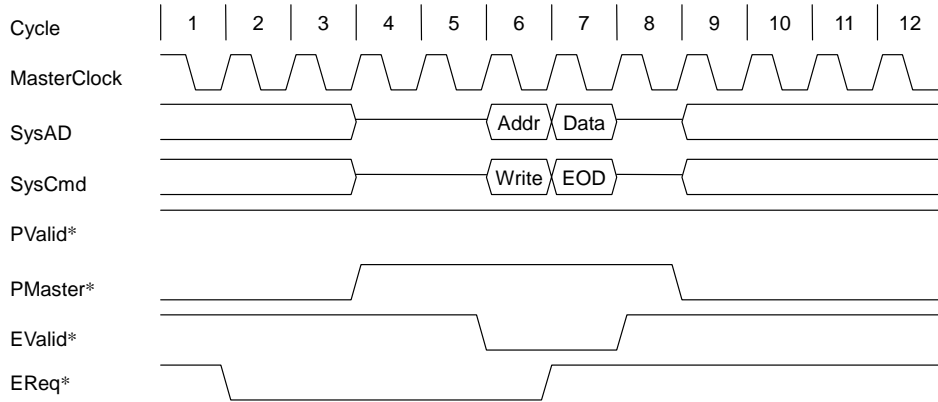 Cycle 1 2 3 4 5 6 7 8 9 10 11 12
MasterClock
SysAD Addr Data
SysCmd Write EOD
PValid*
PMaster*
EValid*
EReq*